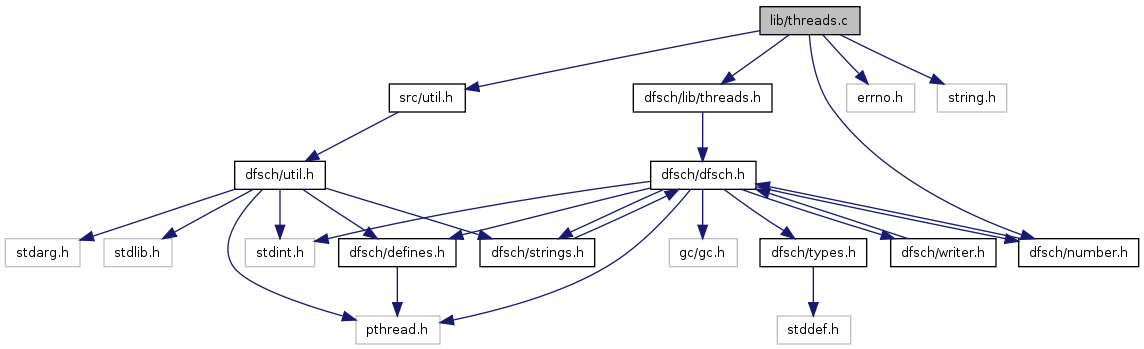 lib/threads.c
src/util.h
dfsch/lib/threads.h
errno.h
string.h
dfsch/util.h
dfsch/dfsch.h
stdarg.h
stdlib.h
stdint.h
dfsch/defines.h
dfsch/strings.h
gc/gc.h
dfsch/types.h
dfsch/writer.h
dfsch/number.h
pthread.h
stddef.h